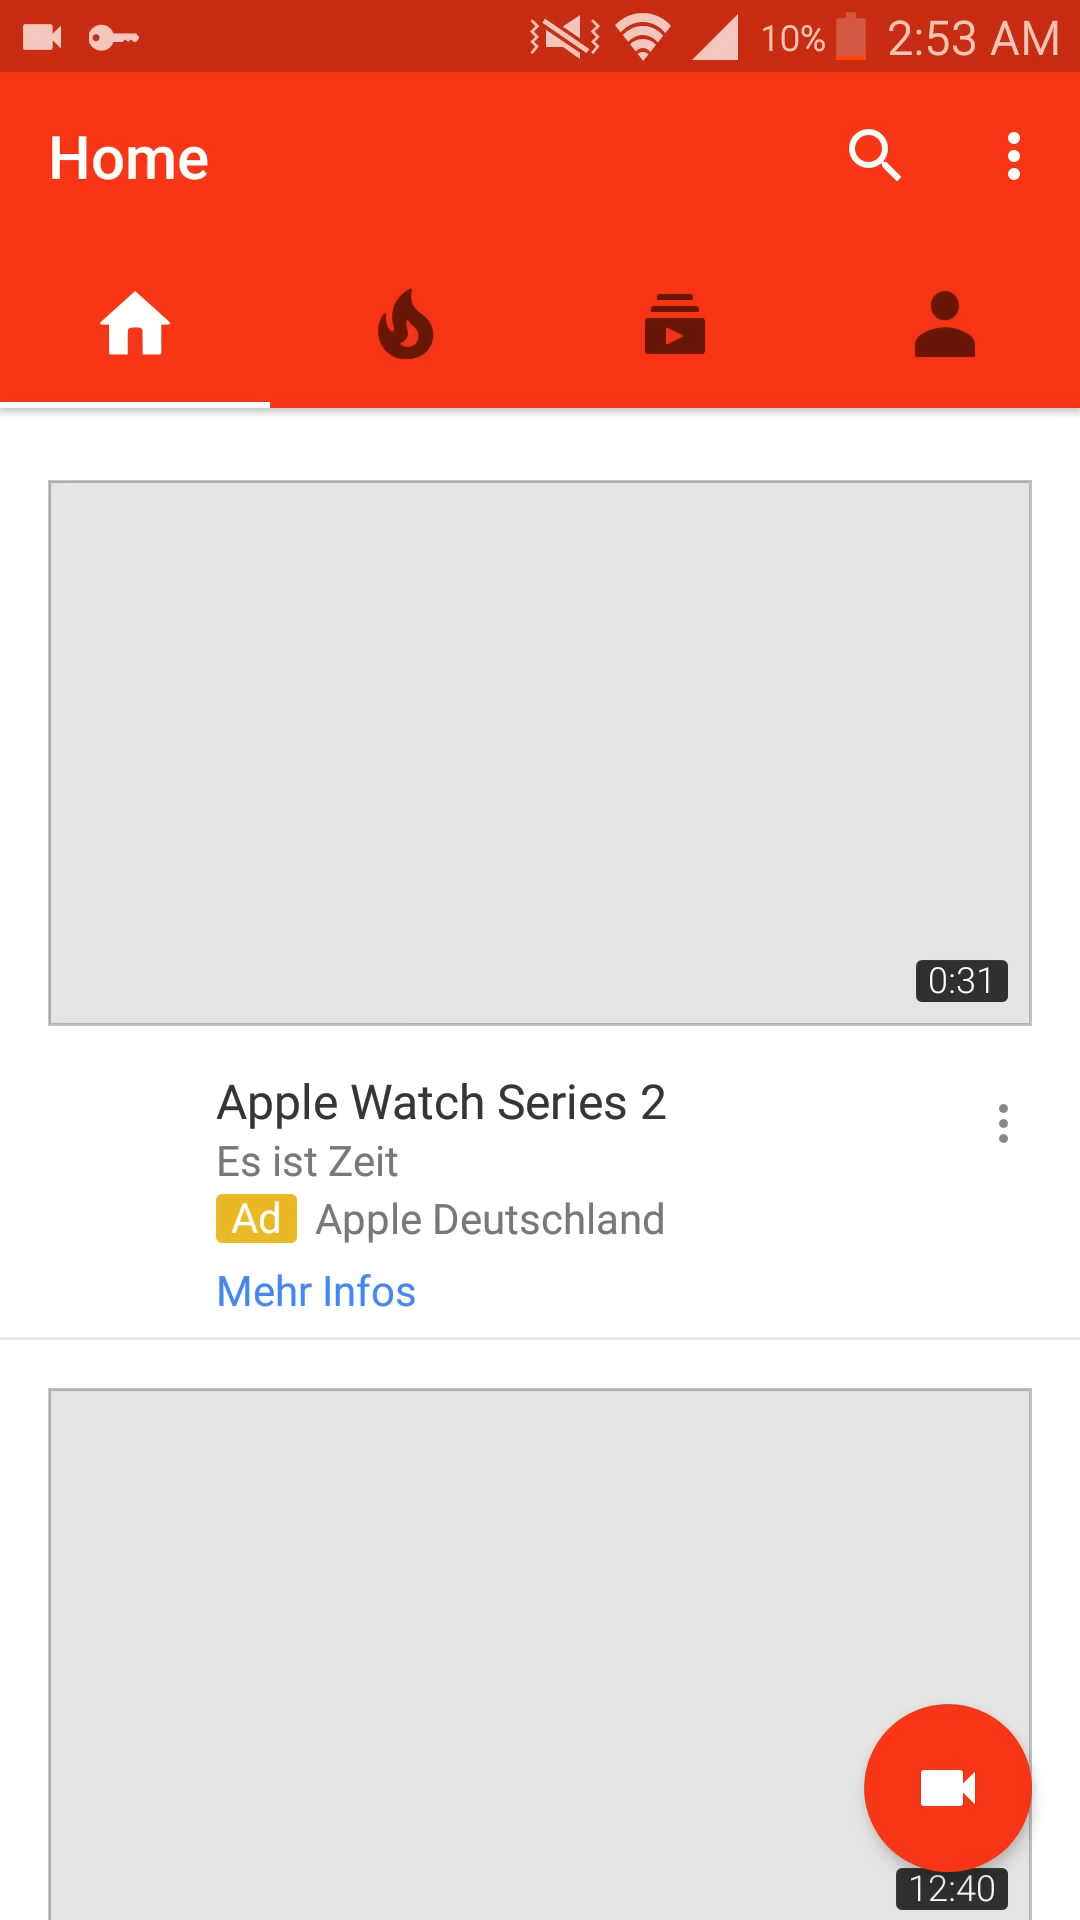 10% 2:53 AM
Home
0:31
Apple Watch Series 2
Es ist Zeit
Ad Apple Deutschland
Mehr Infos
12:40